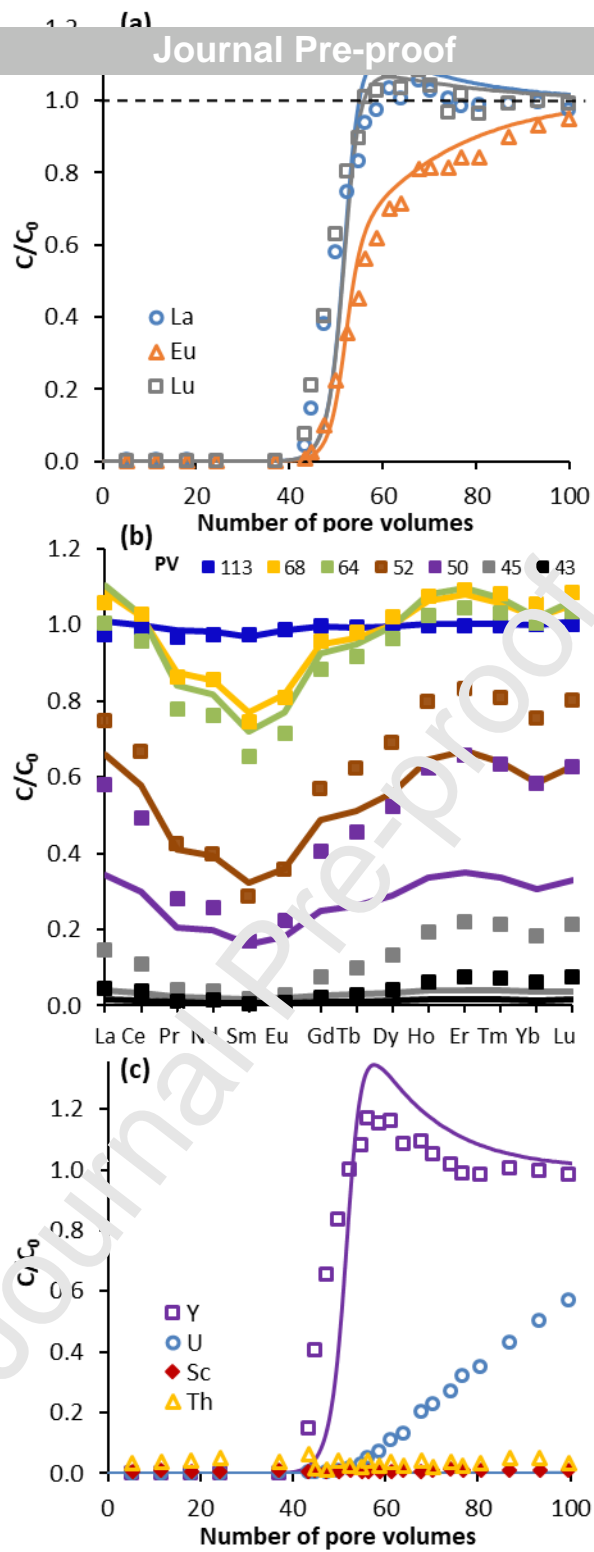 (a)
1.2
Journal Pre-proof
1.0
0.8
0.6
0.4
0.2
0.0
C/C₀
La
Eu
Lu
0 20 40 60 80 100
Number of pore volumes
(b)
PV 113 68 64 52 50 45 43
1.2
1.0
0.8
0.6
0.4
0.2
0.0
C/C₀
La Ce Pr Nd Sm Eu Gd Tb Dy Ho Er Tm Yb Lu
(c)
1.2
1.0
0.8
0.6
0.4
0.2
0.0
C/C₀
Y
U
Sc
Th
0 20 40 60 80 100
Number of pore volumes
Journal Pre-proof